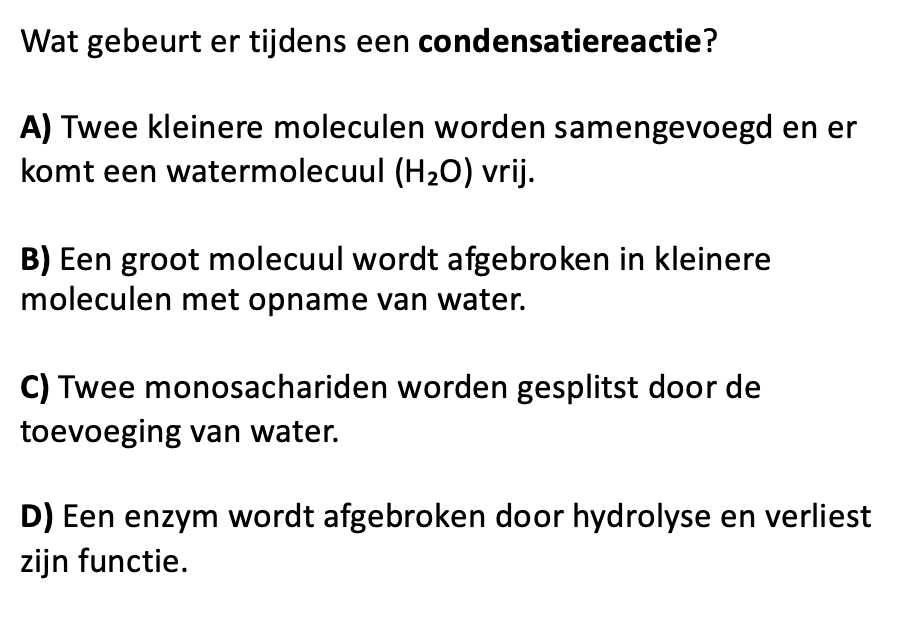 Wat gebeurt er tijdens een condensatiereactie?
A) Twee kleinere moleculen worden samengevoegd en er
komt een watermolecuul (H₂O) vrij.
B) Een groot molecuul wordt afgebroken in kleinere
moleculen met opname van water.
C) Twee monosachariden worden gesplitst door de
toevoeging van water.
D) Een enzym wordt afgebroken door hydrolyse en verliest
zijn functie.